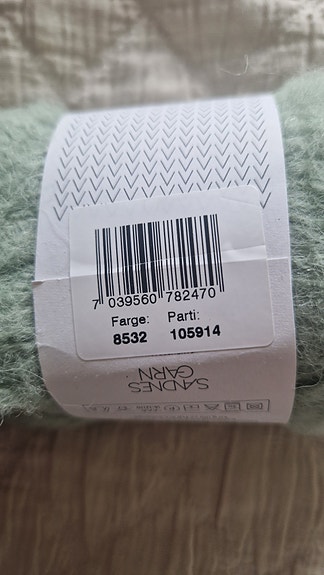 7 039560 782470
Farge: Parti:
8532 105914
SANDNES
GARN